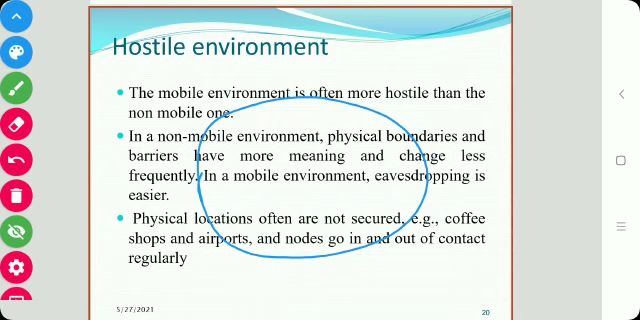 Hostile environment
The mobile environment is often more hostile than the
non mobile one.
In a non-mobile environment, physical boundaries and
barriers have more meaning and change less
frequently. In a mobile environment, eavesdropping is
easier.
Physical locations often are not secured, e.g., coffee
shops and airports, and nodes go in and out of contact
regularly
5/27/2021
20